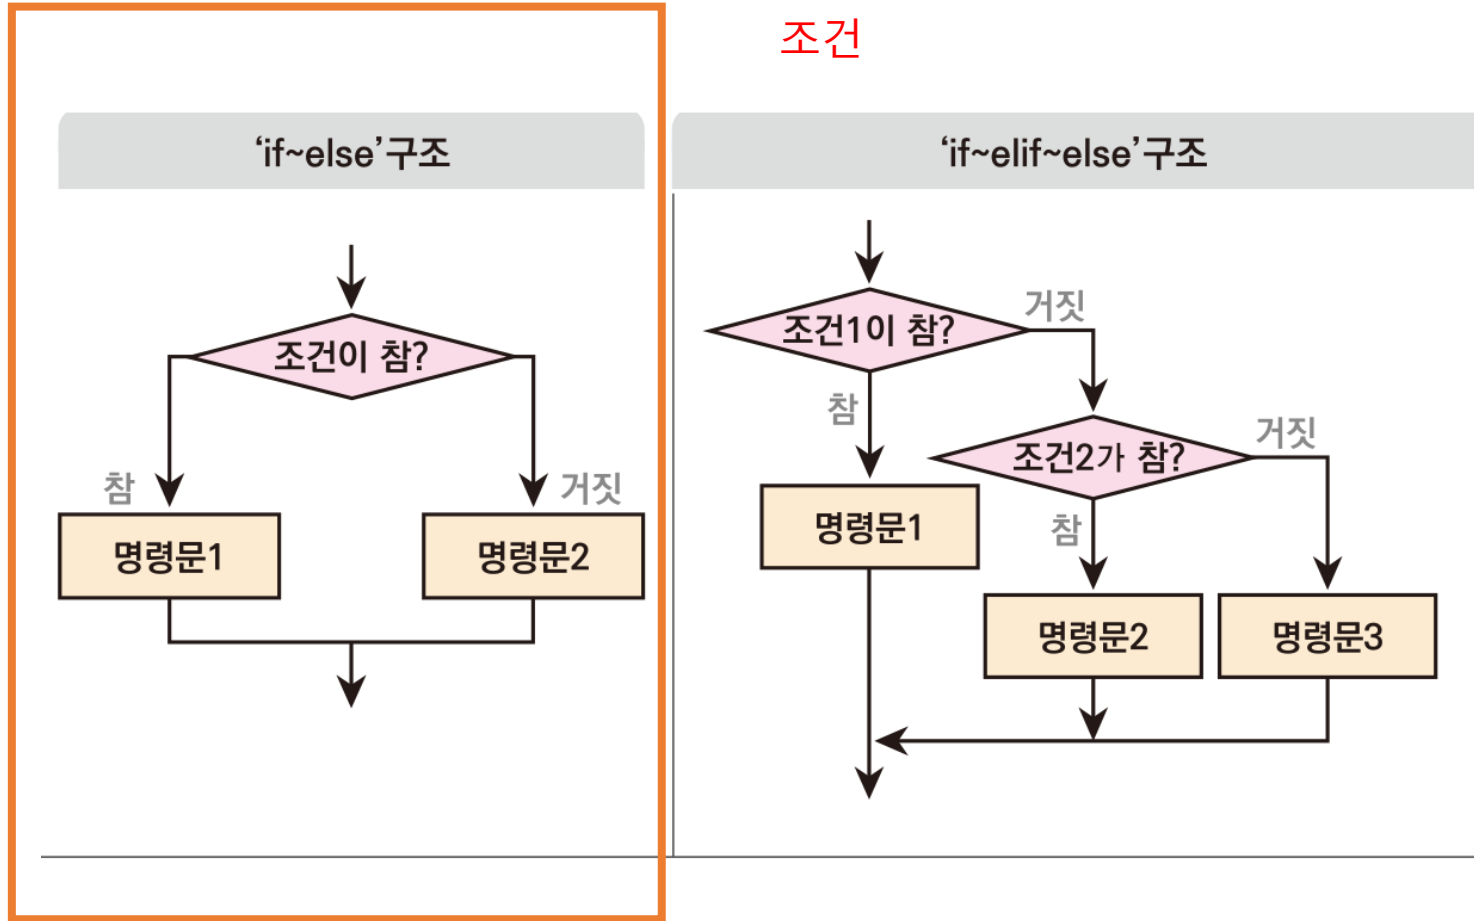 조건
‘if~else’구조
조건이 참?
참
거짓
명령문1
명령문2
‘if~elif~else’구조
조건1이 참?
거짓
참
조건2가 참?
거짓
명령문1
참
명령문2
명령문3